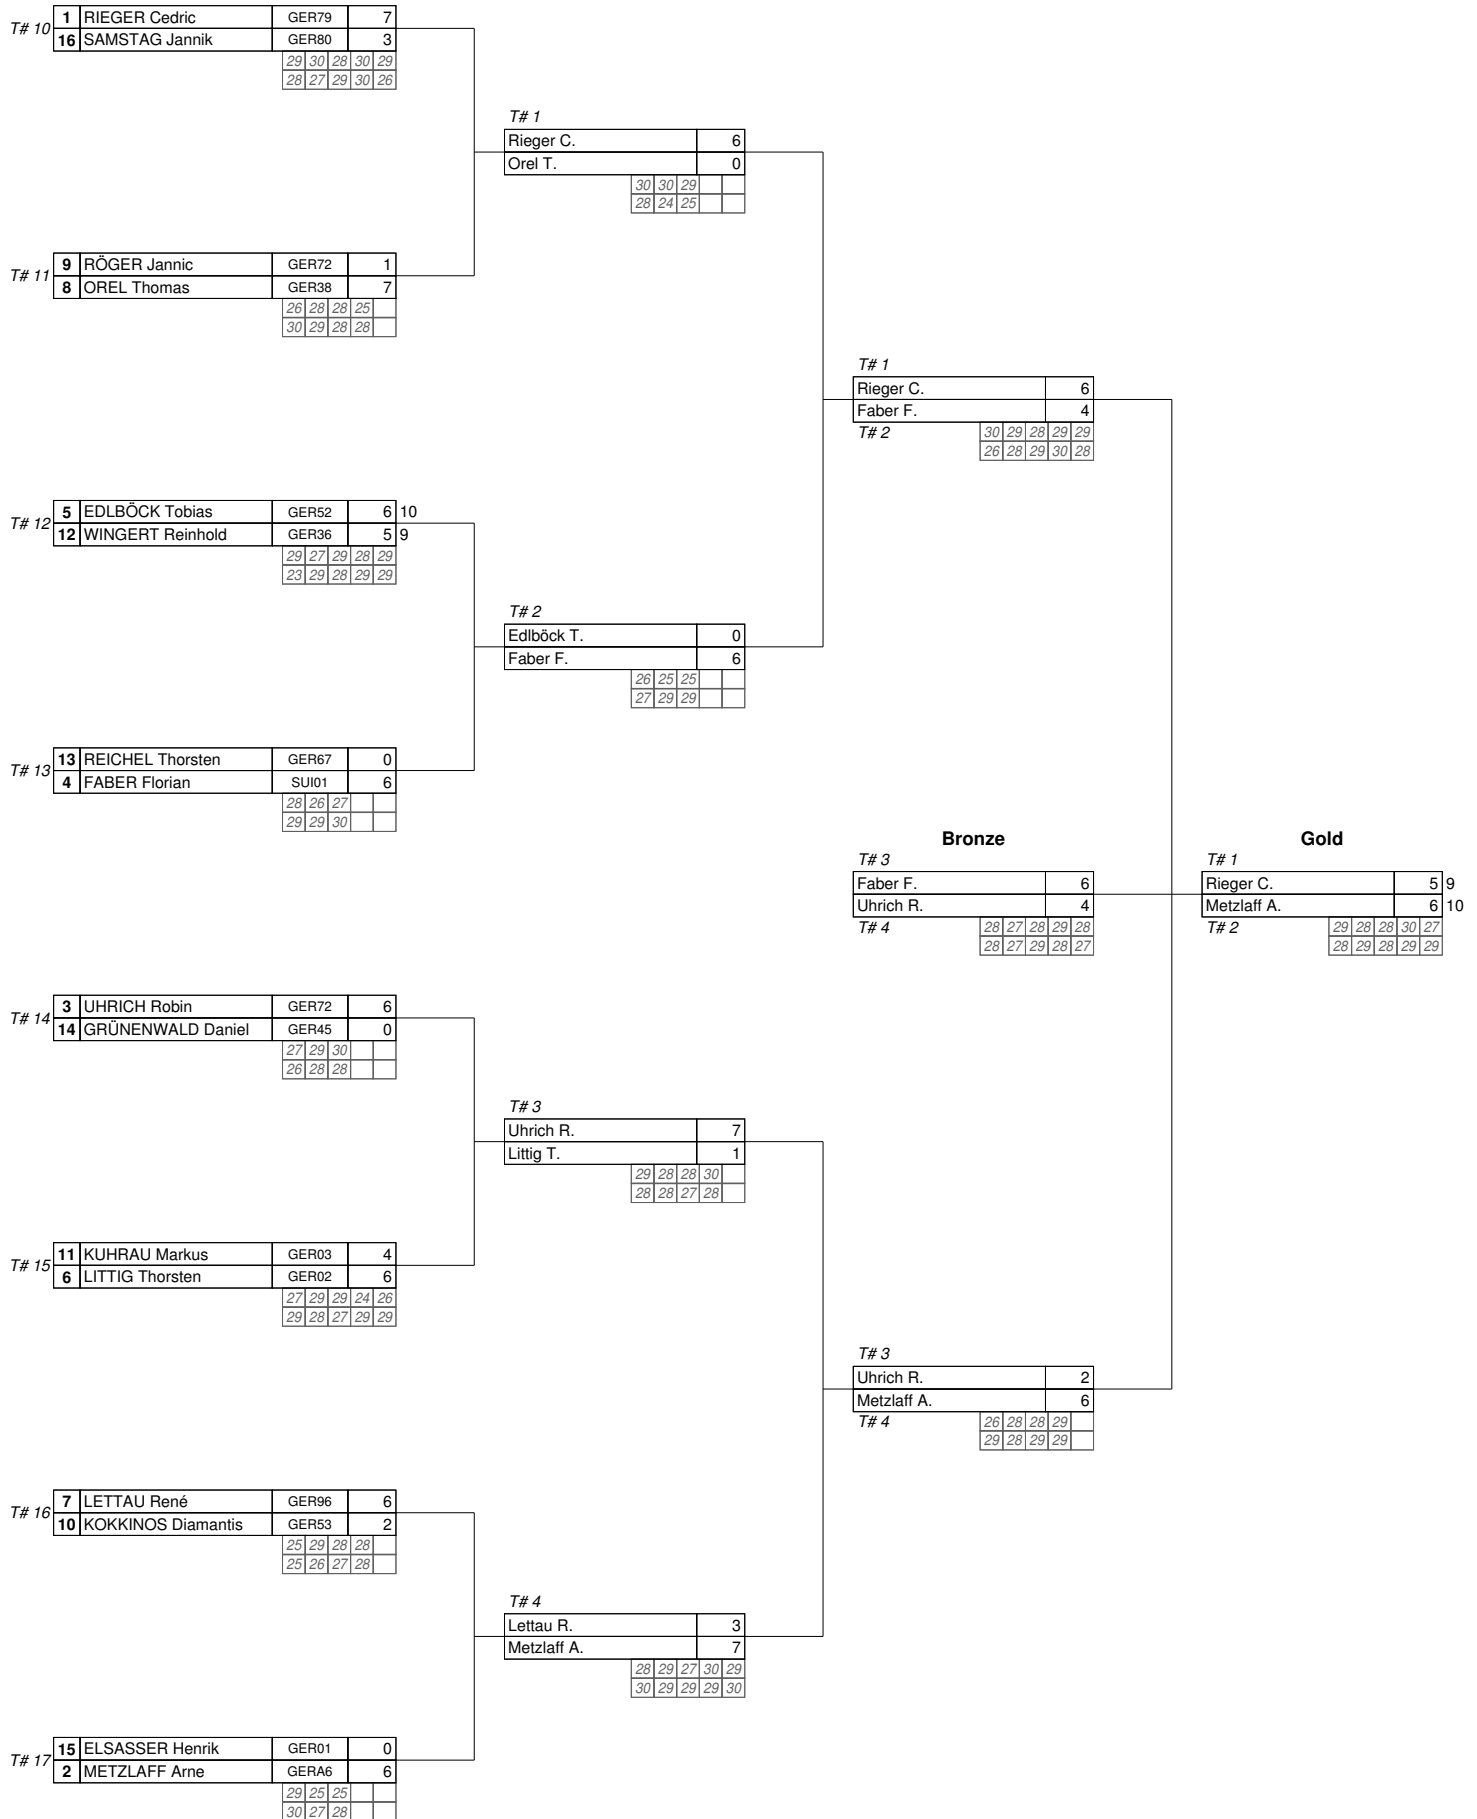 T# 10
1 RIEGER Cedric GER79 7
16 SAMSTAG Jannik GER80 3
29 30 28 30 29
28 27 29 30 26
T# 1
Rieger C. 6
Orel T. 0
30 30 29
28 24 25
T# 11
9 RÖGER Jannic GER72 1
8 OREL Thomas GER38 7
26 28 28 25
30 29 28 28
T# 1
Rieger C. 6
Faber F. 4
T# 2
30 29 28 29 29
26 28 29 30 28
T# 12
5 EDLBÖCK Tobias GER52 6 10
12 WINGERT Reinhold GER36 5 9
29 27 29 28 29
23 29 28 29 29
T# 2
Edlböck T. 0
Faber F. 6
26 25 25
27 29 29
T# 13
13 REICHEL Thorsten GER67 0
4 FABER Florian SUI01 6
28 26 27
29 29 30
Bronze
T# 3
Faber F. 6
Uhrich R. 4
T# 4
28 27 28 29 28
28 27 29 28 27
Gold
T# 1
Rieger C. 5 9
Metzlaff A. 6 10
T# 2
29 28 28 30 27
28 29 28 29 29
T# 14
3 UHRICH Robin GER72 6
14 GRÜNENWALD Daniel GER45 0
27 29 30
26 28 28
T# 3
Uhrich R. 7
Littig T. 1
29 28 28 30
28 28 27 28
T# 15
11 KUHRAU Markus GER03 4
6 LITTIG Thorsten GER02 6
27 29 29 24 26
29 28 27 29 29
T# 3
Uhrich R. 2
Metzlaff A. 6
T# 4
26 28 28 29
29 28 29 29
T# 16
7 LETTAU René GER96 6
10 KOKKINOS Diamantis GER53 2
25 29 28 28
25 26 27 28
T# 4
Lettau R. 3
Metzlaff A. 7
28 29 27 30 29
30 29 29 29 30
T# 17
15 ELSASSER Henrik GER01 0
2 METZLAFF Arne GERA6 6
29 25 25
30 27 28